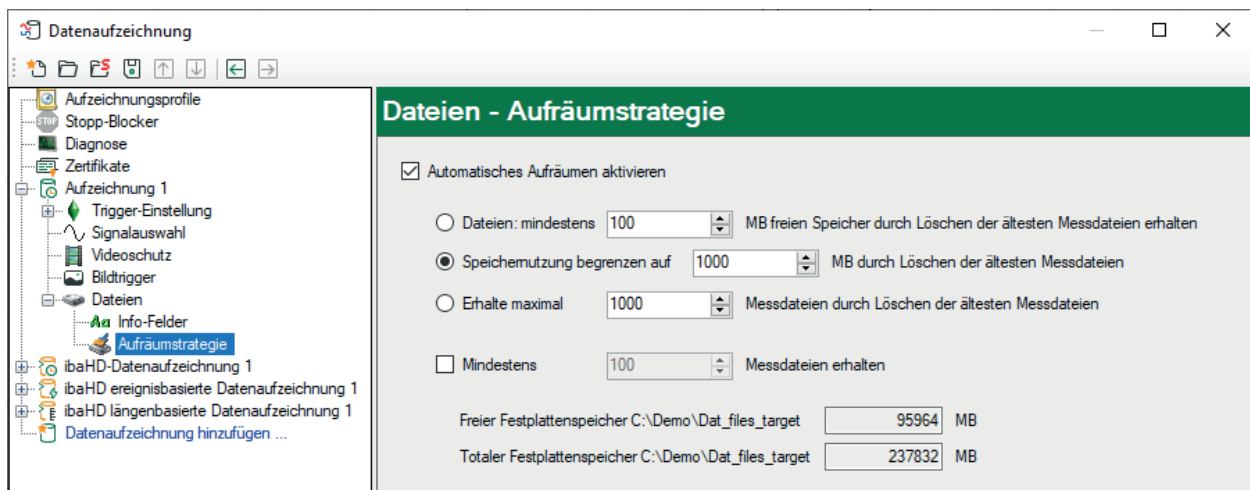 Datenaufzeichnung
Aufzeichnungsprofile
STOP Stopp-Blocker
Diagnose
Zertifikate
Aufzeichnung 1
Trigger-Einstellung
Signalauswahl
Videoschutz
Bildtrigger
Dateien
Aa Info-Felder
Aufräumstrategie
ibaHD-Datenaufzeichnung 1
ibaHD ereignisbasierte Datenaufzeichnung 1
ibaHD längenbasierte Datenaufzeichnung 1
Datenaufzeichnung hinzufügen ...
Dateien - Aufräumstrategie
Automatisches Aufräumen aktivieren
Dateien: mindestens 100 MB freien Speicher durch Löschen der ältesten Messdateien erhalten
Speichernutzung begrenzen auf 1000 MB durch Löschen der ältesten Messdateien
Erhalte maximal 1000 Messdateien durch Löschen der ältesten Messdateien
Mindestens 100 Messdateien erhalten
Freier Festplattenspeicher C:\Demo\Dat_files_target 95964 MB
Totaler Festplattenspeicher C:\Demo\Dat_files_target 237832 MB